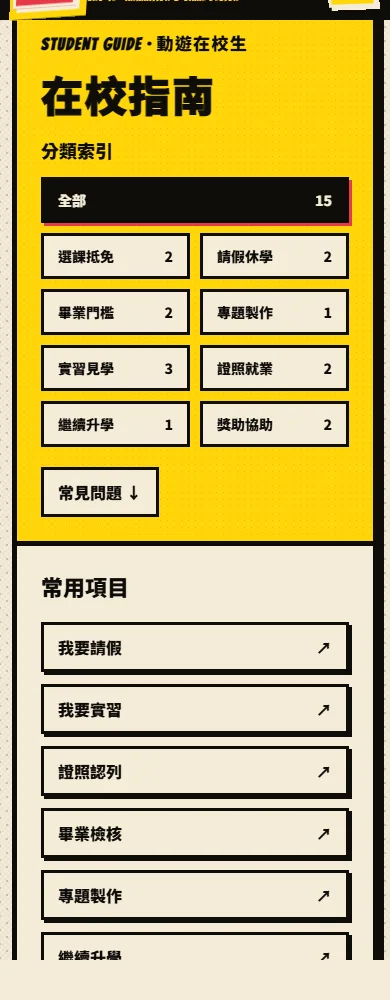 STUDENT GUIDE · 動遊在校生
在校指南
分類索引
全部 15
選課抵免 2
請假休學 2
畢業門檻 2
專題製作 1
實習見學 3
證照就業 2
繼續升學 1
獎助協助 2
常見問題 ↓
常用項目
我要請假 ↗
我要實習 ↗
證照認列 ↗
畢業檢核 ↗
專題製作 ↗
繼續升學 ↗